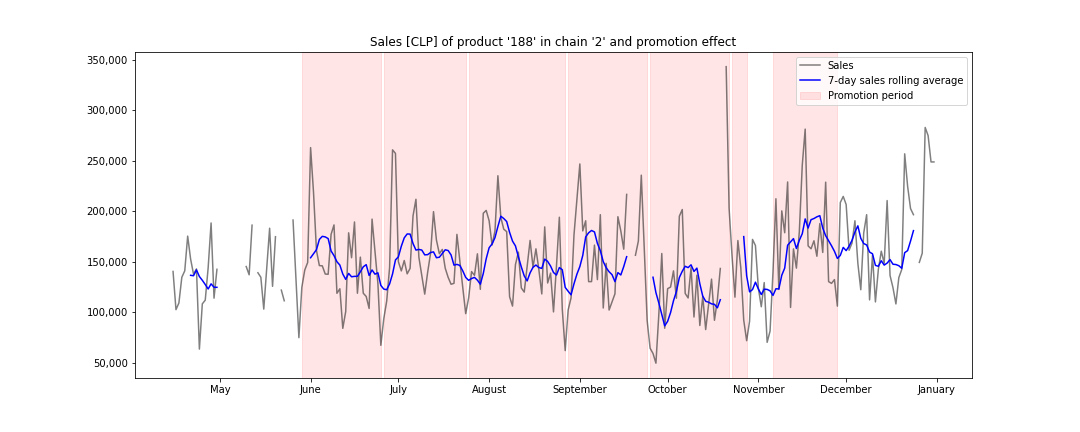 Sales [CLP] of product '188' in chain '2' and promotion effect
350,000
300,000
250,000
200,000
150,000
100,000
50,000
Sales
7-day sales rolling average
Promotion period
May June July August September October November December January